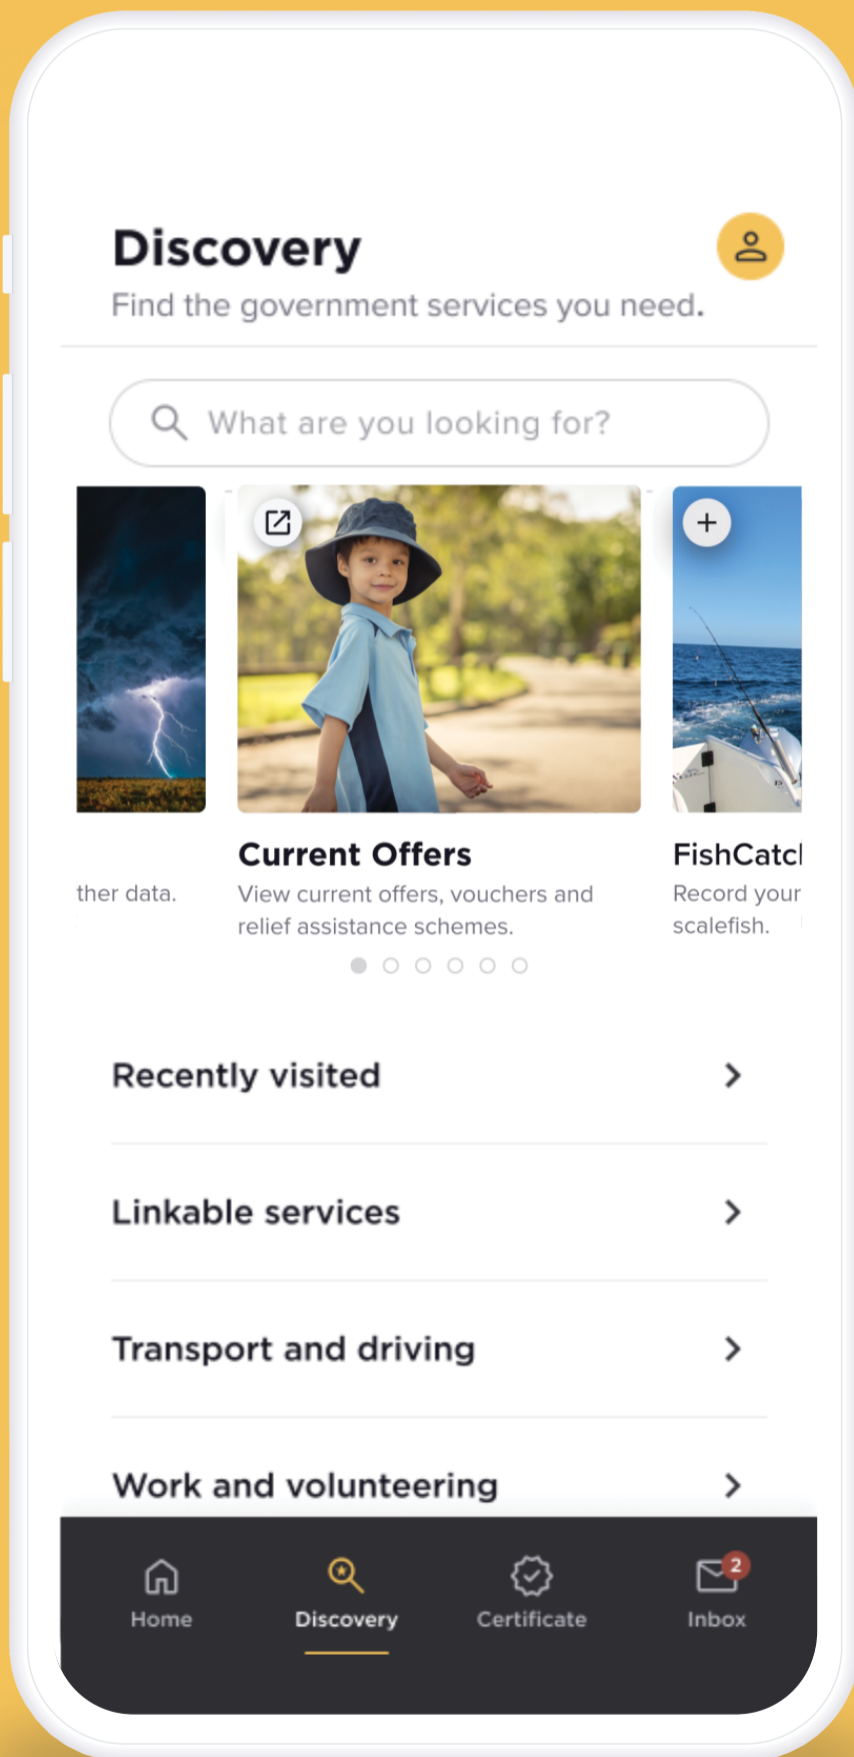 Discovery
Find the government services you need.
What are you looking for?
ther data.
Current Offers
View current offers, vouchers and
relief assistance schemes.
FishCatc
Record your
scalefish.
Recently visited
Linkable services
Transport and driving
Work and volunteering
2
Home
Discovery
Certificate
Inbox